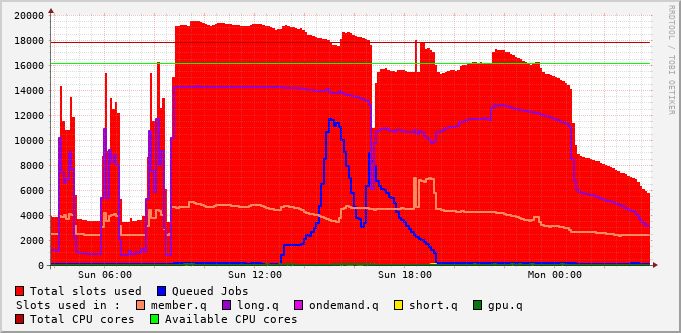 20000
18000
16000
14000
12000
10000
8000
6000
4000
2000
0
Sun 06:00 Sun 12:00 Sun 18:00 Mon 00:00
Total slots used Queued Jobs
Slots used in : member.q long.q ondemand.q short.q gpu.q
Total CPU cores Available CPU cores
RRDTOOL / TOBI OETIKER